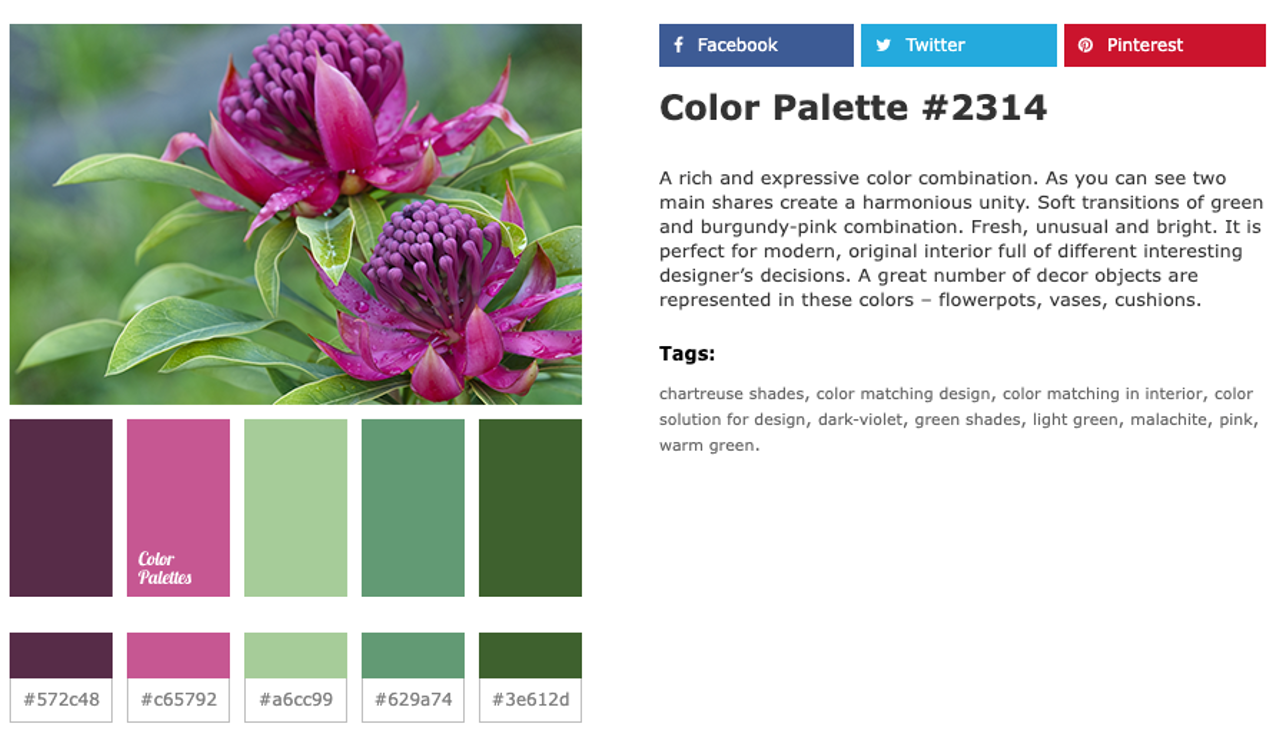 Facebook
Twitter
Pinterest
Color Palette #2314
A rich and expressive color combination. As you can see two
main shares create a harmonious unity. Soft transitions of green
and burgundy-pink combination. Fresh, unusual and bright. It is
perfect for modern, original interior full of different interesting
designer’s decisions. A great number of decor objects are
represented in these colors – flowerpots, vases, cushions.
Tags:
chartreuse shades, color matching design, color matching in interior, color
solution for design, dark-violet, green shades, light green, malachite, pink,
warm green.
Color
Palettes
#572c48
#c65792
#a6cc99
#629a74
#3e612d